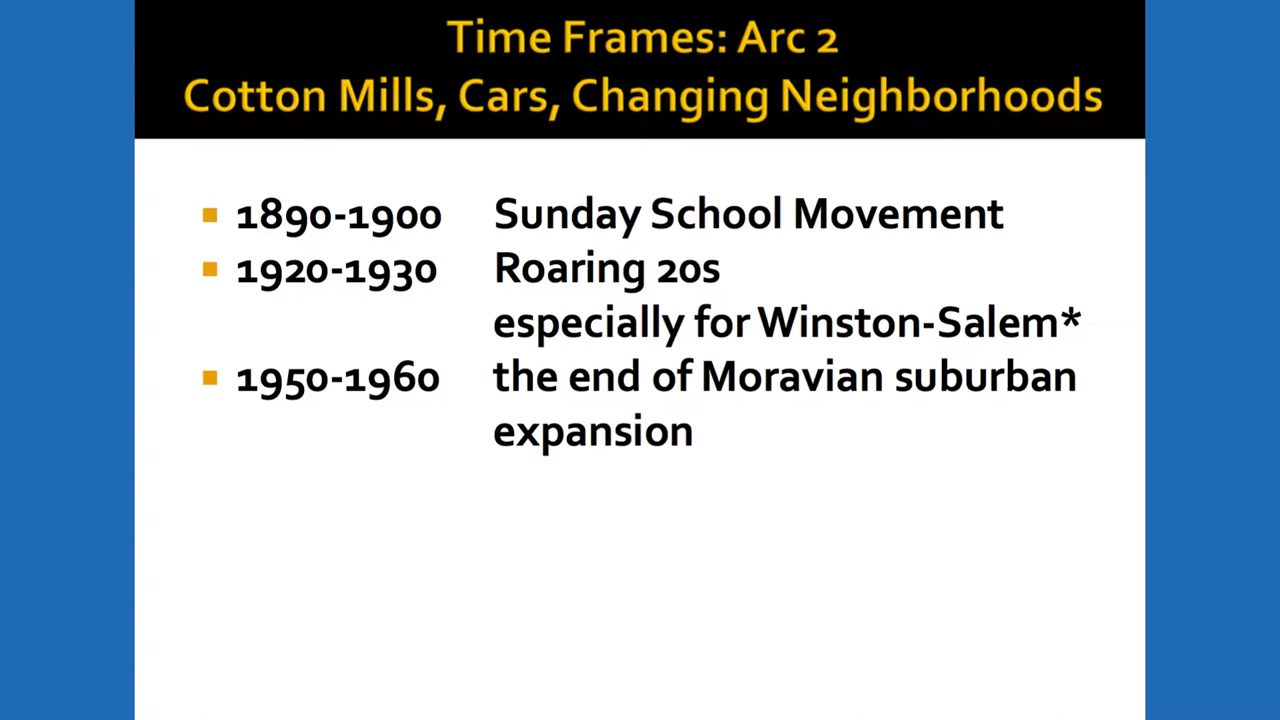 Time Frames: Arc 2
Cotton Mills, Cars, Changing Neighborhoods
1890-1900 Sunday School Movement
1920-1930 Roaring 20s
especially for Winston-Salem*
1950-1960 the end of Moravian suburban
expansion